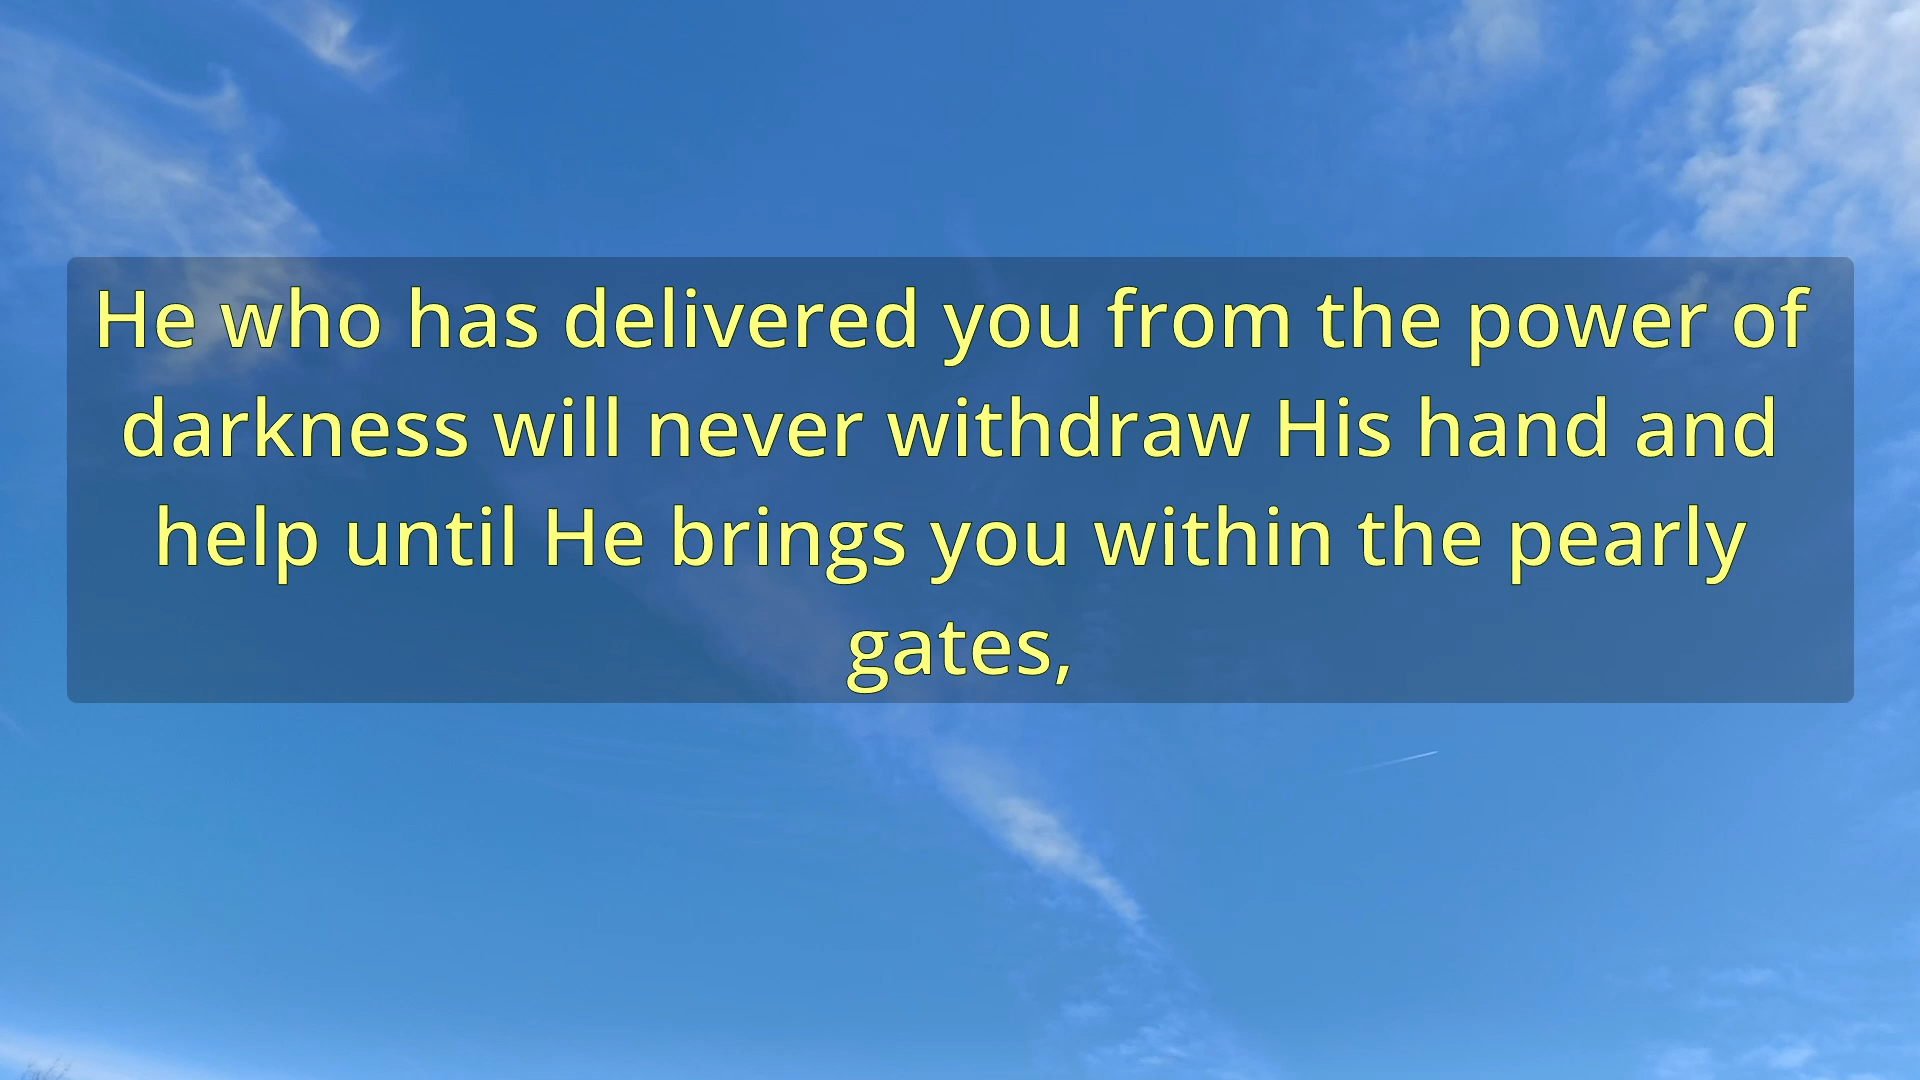 He who has delivered you from the power of
darkness will never withdraw His hand and
help until He brings you within the pearly
gates,